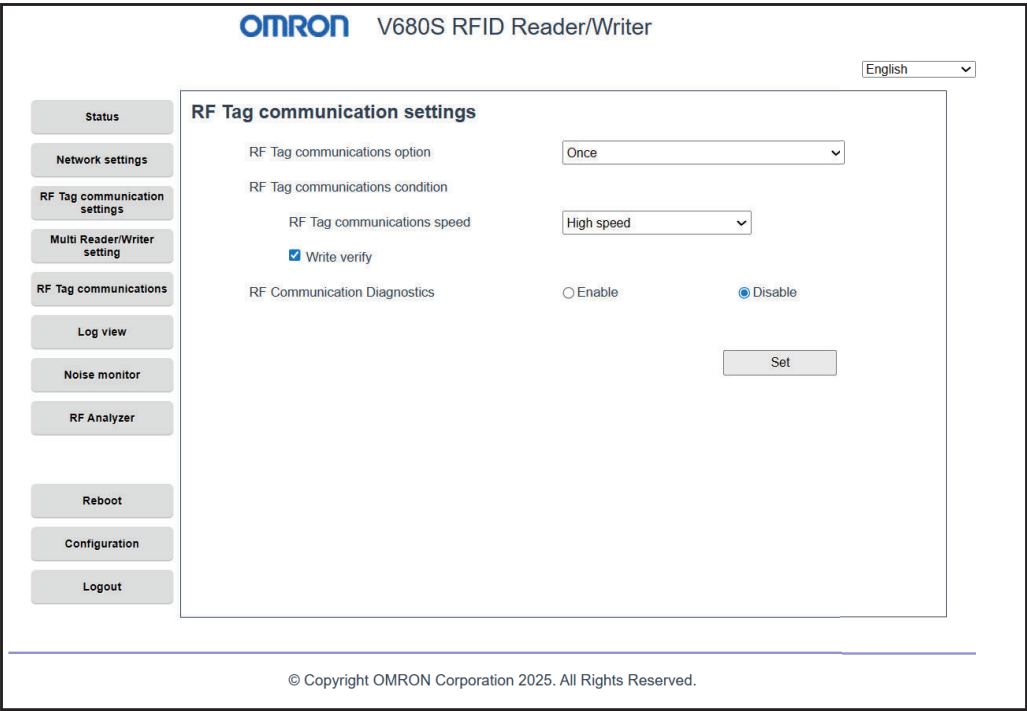 OMRON V680S RFID Reader/Writer
English
Status
Network settings
RF Tag communication
settings
Multi Reader/Writer
setting
RF Tag communications
Log view
Noise monitor
RF Analyzer
Reboot
Configuration
Logout
RF Tag communication settings
RF Tag communications option Once
RF Tag communications condition
RF Tag communications speed High speed
Write verify
RF Communication Diagnostics Enable Disable
Set
© Copyright OMRON Corporation 2025. All Rights Reserved.